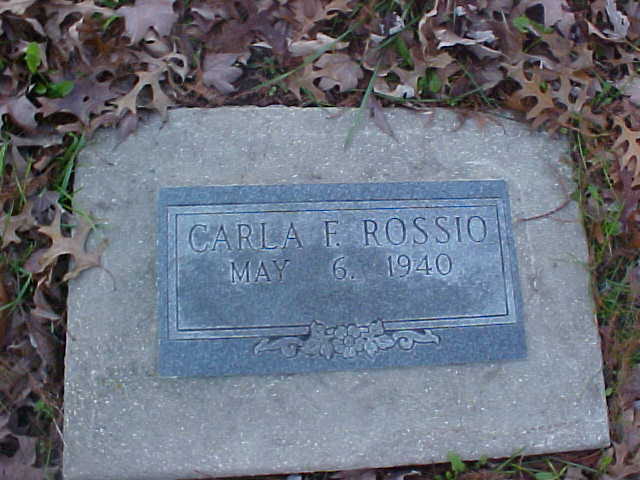 CARLA F. ROSSIO
MAY 6. 1940